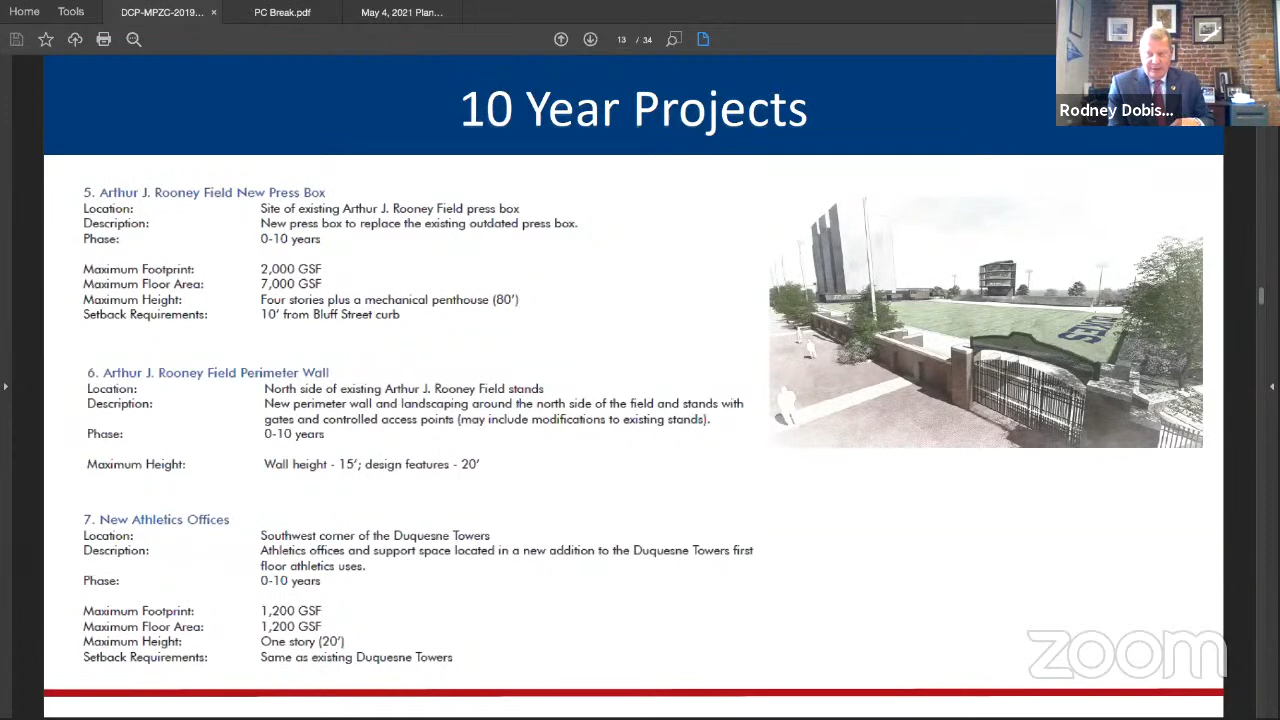 Home
Tools
DCP-MPZC-2019... ×
PC Break.pdf
May 4, 2021 Plan...
13 / 34
Rodney Dobis...
10 Year Projects
5. Arthur J. Rooney Field New Press Box
Location: Site of existing Arthur J. Rooney Field press box
Description: New press box to replace the existing outdated press box.
Phase: 0-10 years
Maximum Footprint: 2,000 GSF
Maximum Floor Area: 7,000 GSF
Maximum Height: Four stories plus a mechanical penthouse (80')
Setback Requirements: 10' from Bluff Street curb
6. Arthur J. Rooney Field Perimeter Wall
Location: North side of existing Arthur J. Rooney Field stands
Description: New perimeter wall and landscaping around the north side of the field and stands with
gates and controlled access points (may include modifications to existing stands).
Phase: 0-10 years
Maximum Height: Wall height - 15'; design features - 20'
7. New Athletics Offices
Location: Southwest corner of the Duquesne Towers
Description: Athletics offices and support space located in a new addition to the Duquesne Towers first
floor athletics uses.
Phase: 0-10 years
Maximum Footprint: 1,200 GSF
Maximum Floor Area: 1,200 GSF
Maximum Height: One story (20')
Setback Requirements: Same as existing Duquesne Towers
zoom